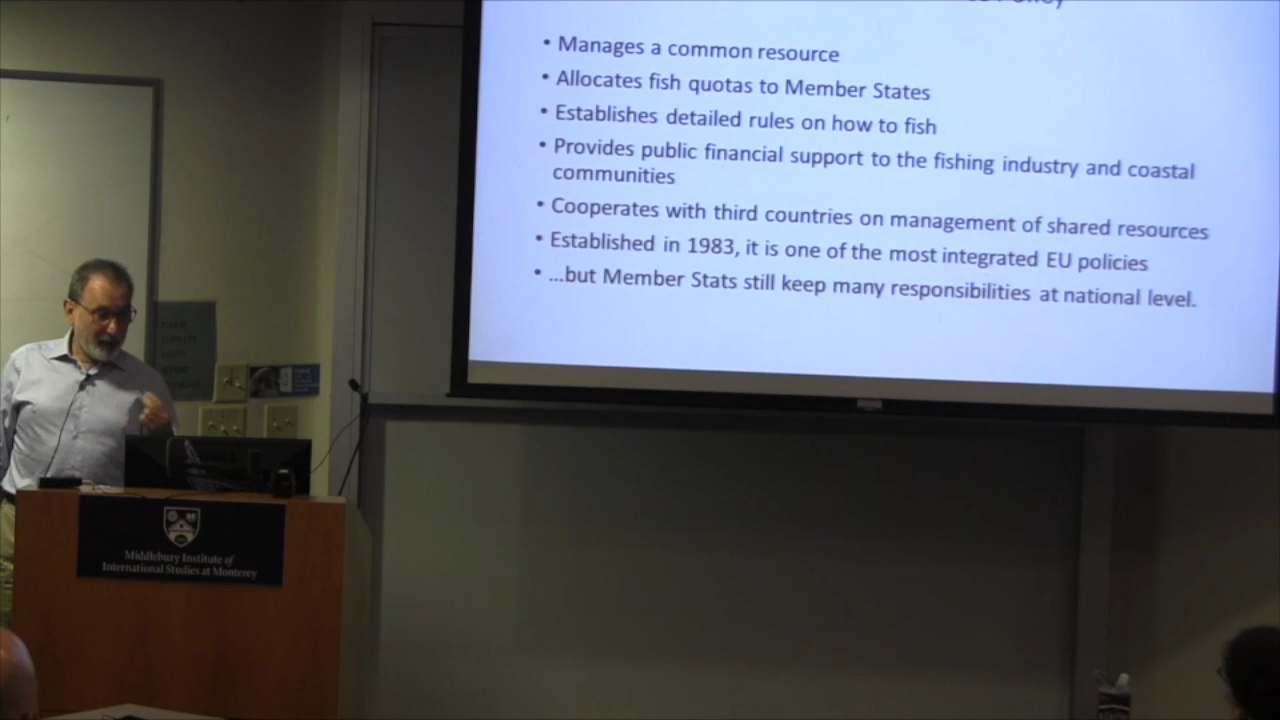 Policy
• Manages a common resource
• Allocates fish quotas to Member States
• Establishes detailed rules on how to fish
• Provides public financial support to the fishing industry and coastal
communities
• Cooperates with third countries on management of shared resources
• Established in 1983, it is one of the most integrated EU policies
• ...but Member Stats still keep many responsibilities at national level.
Middlebury Institute of
International Studies at Monterey